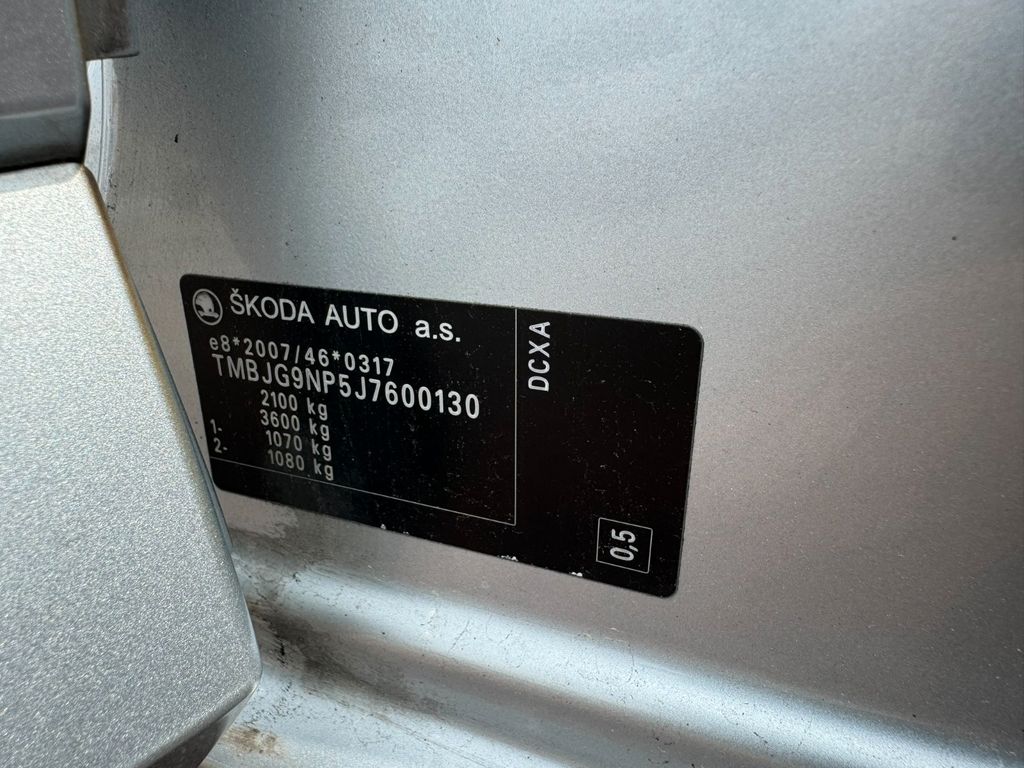 ŠKODA AUTO a.s.
e8*2007/46*0317
TMBJG9NP5J7600130
2100 kg
3600 kg
1- 1070 kg
2- 1080 kg
DCXA
0,5